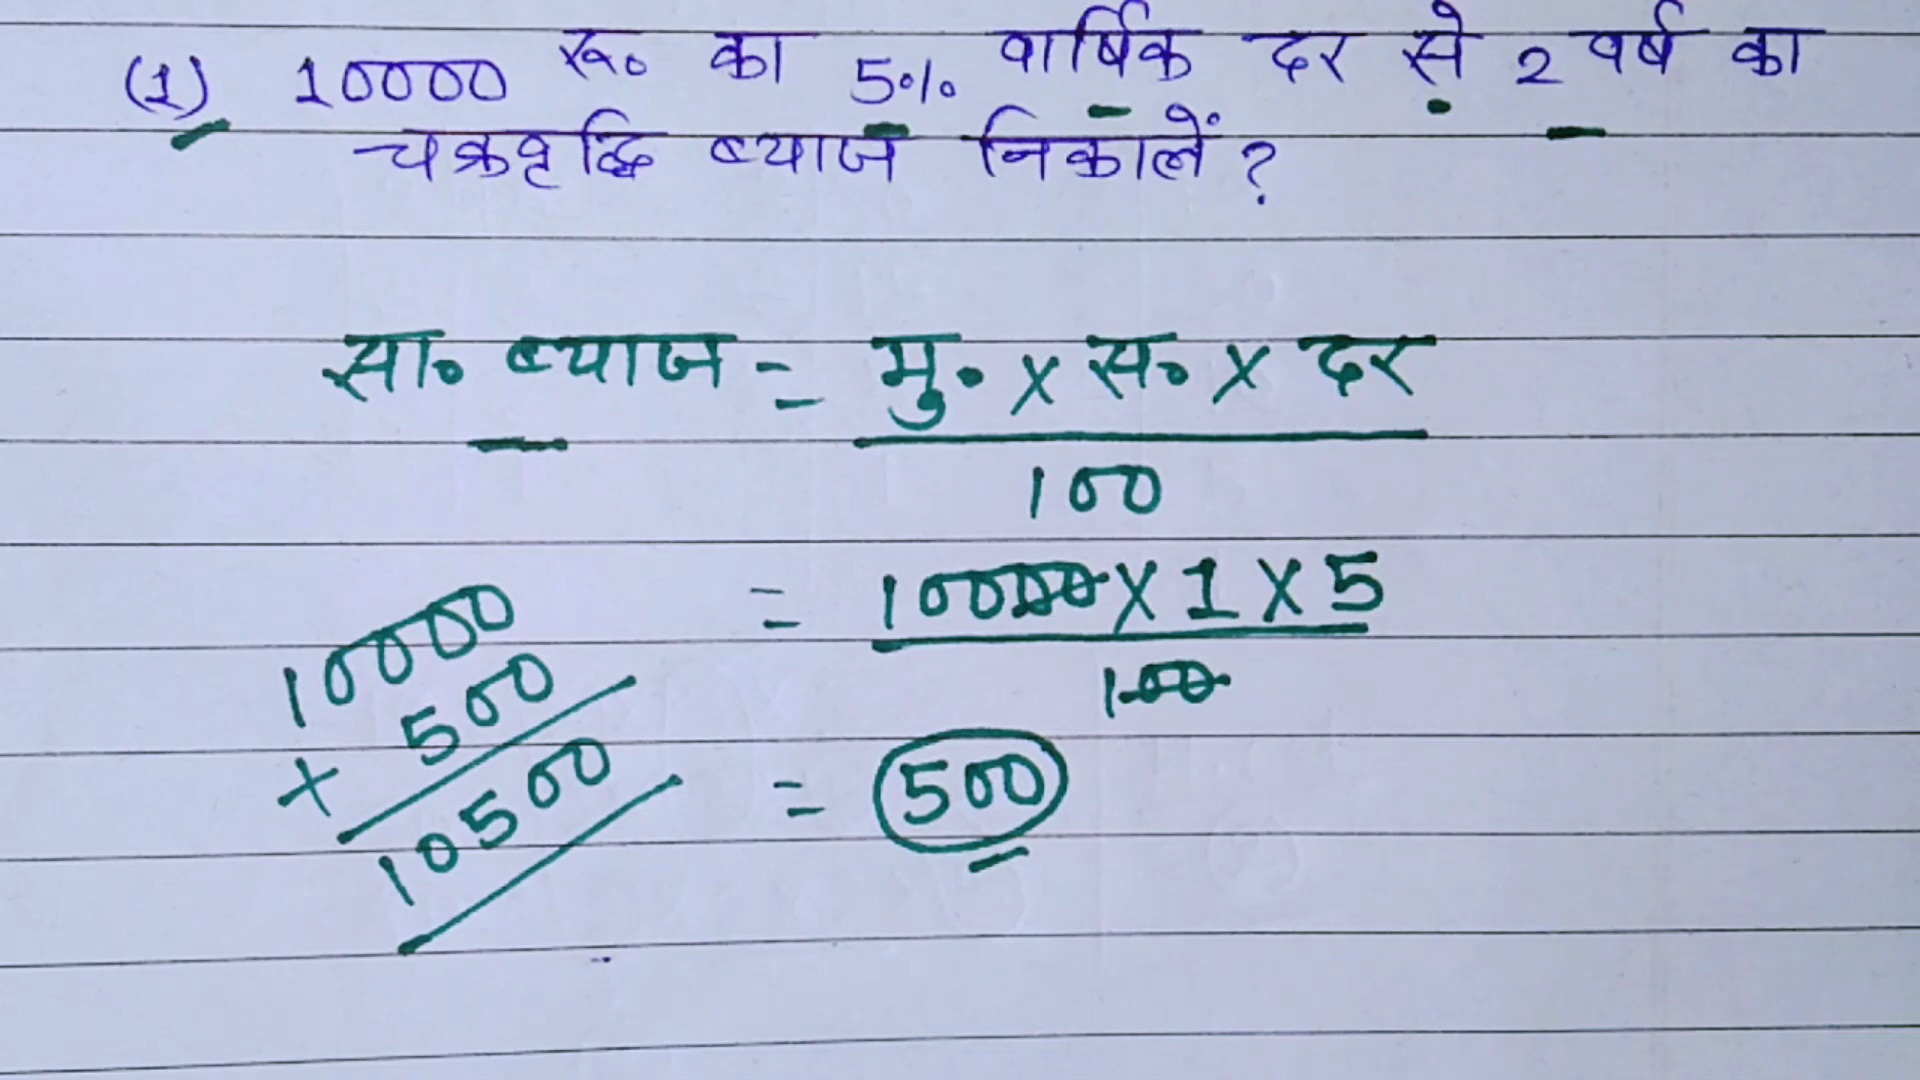 (1) 10000 रू० का 5% वार्षिक दर से 2 वर्ष का
चक्रवृद्धि ब्याज निकालें ?
सा० ब्याज = मु० x स० x दर
100
= 10000 x 1 x 5
100
= 500
10000
+ 500
10500